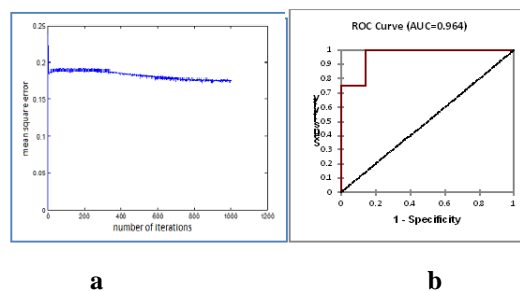 0.25
0.2
0.15
0.1
0.05
0
mean square error
0 200 400 600 800 1000 1200
number of iterations
ROC Curve (AUC=0.964)
1
0.9
0.8
0.7
0.6
0.5
0.4
0.3
0.2
0.1
0
0 0.2 0.4 0.6 0.8 1
1 - Specificity
a b